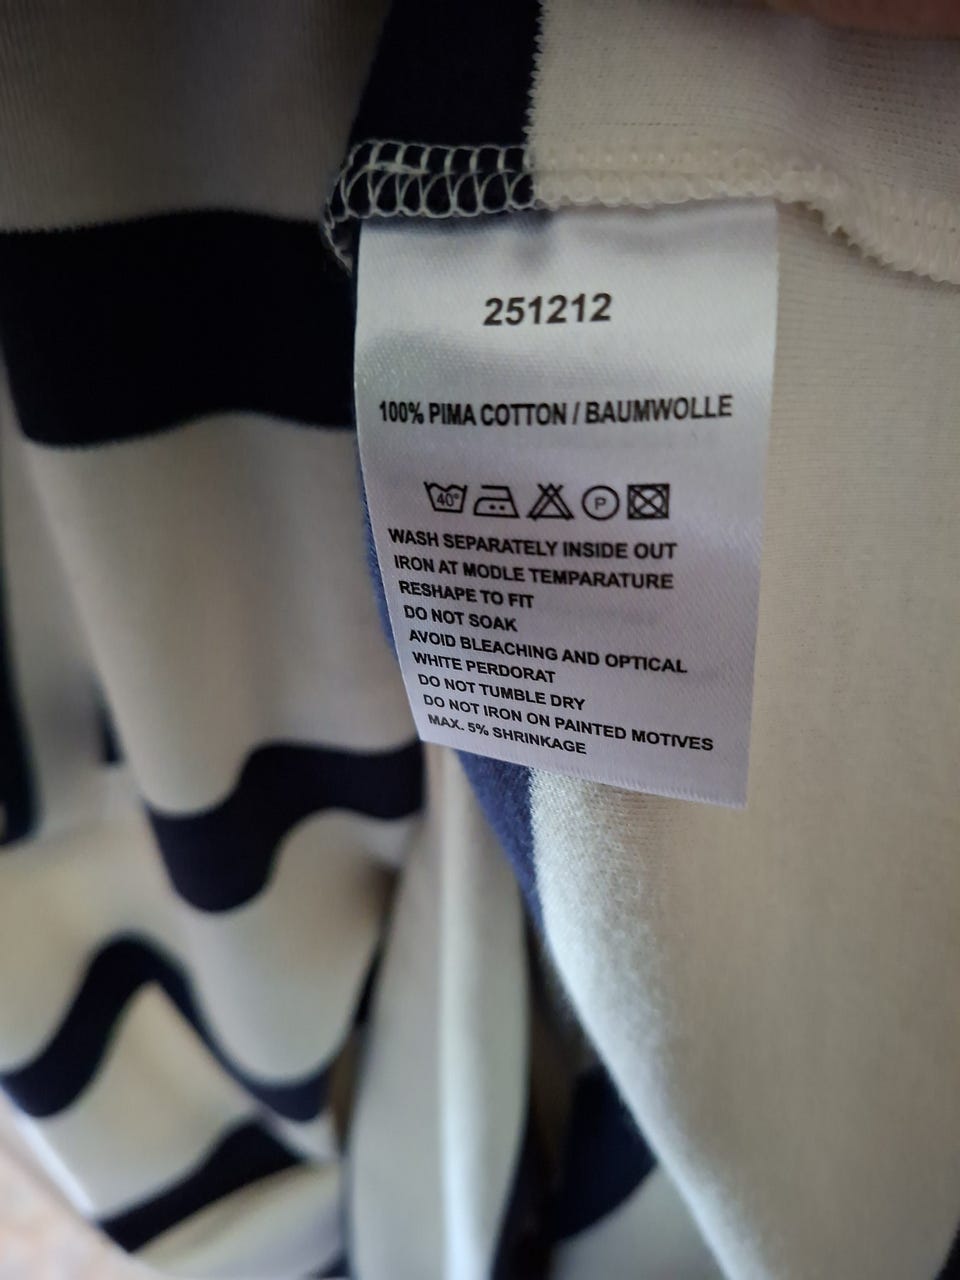 251212
100% PIMA COTTON / BAUMWOLLE
40° P
WASH SEPARATELY INSIDE OUT
IRON AT MODLE TEMPARATURE
RESHAPE TO FIT
DO NOT SOAK
AVOID BLEACHING AND OPTICAL
WHITE PERDORAT
DO NOT TUMBLE DRY
DO NOT IRON ON PAINTED MOTIVES
MAX. 5% SHRINKAGE